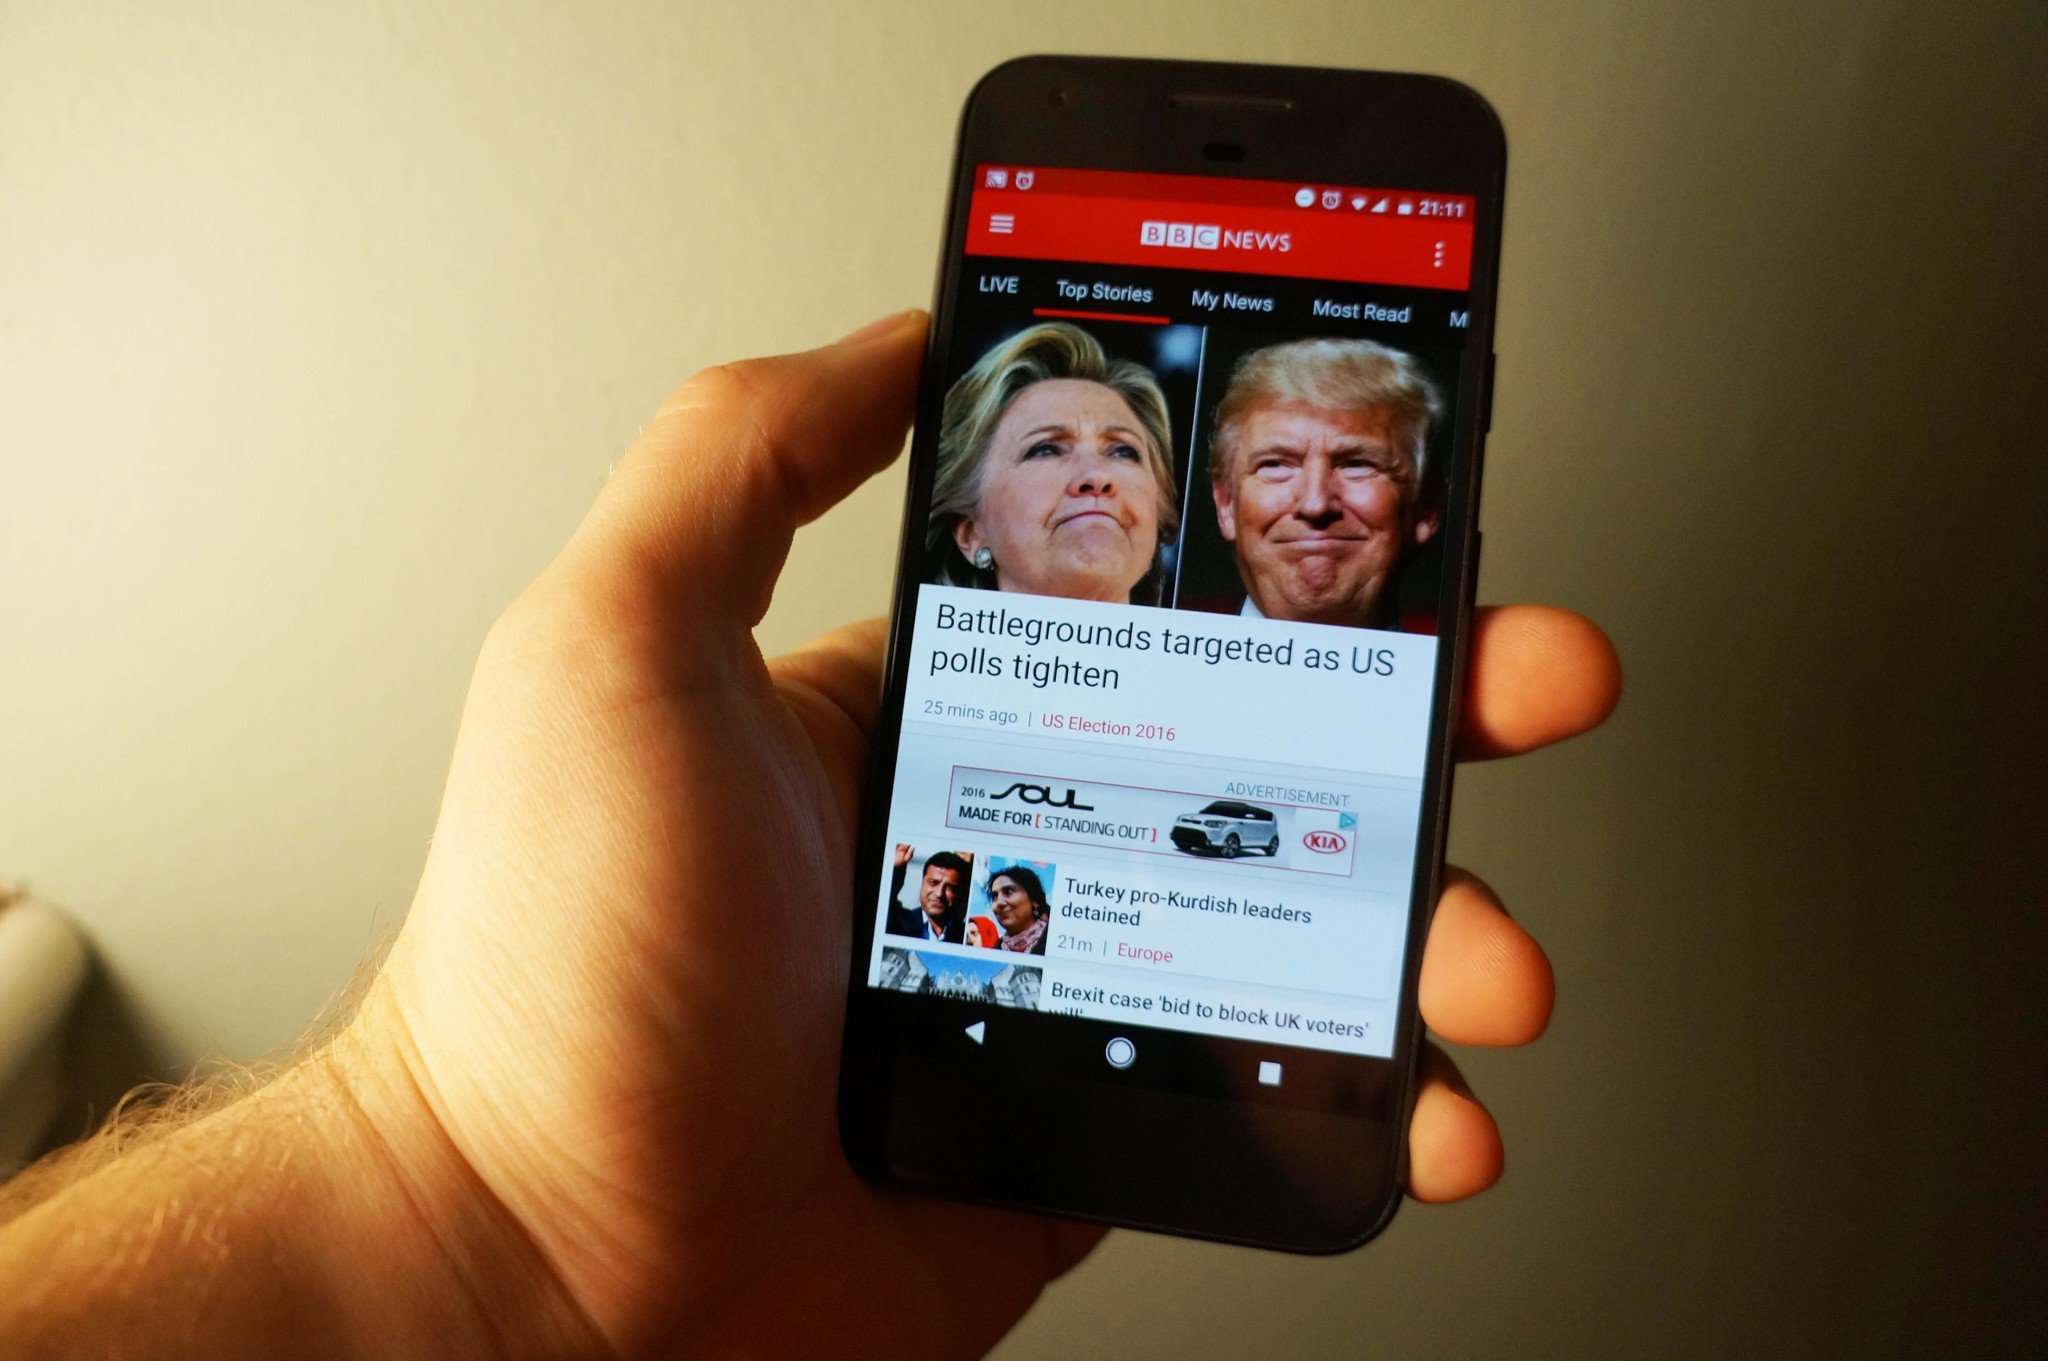 21:11
BBC NEWS
LIVE Top Stories My News Most Read M
Battlegrounds targeted as US
polls tighten
25 mins ago | US Election 2016
ADVERTISEMENT
2016 SOUL
MADE FOR [ STANDING OUT ]
KIA
Turkey pro-Kurdish leaders
detained
21m | Europe
Brexit case 'bid to block UK voters'